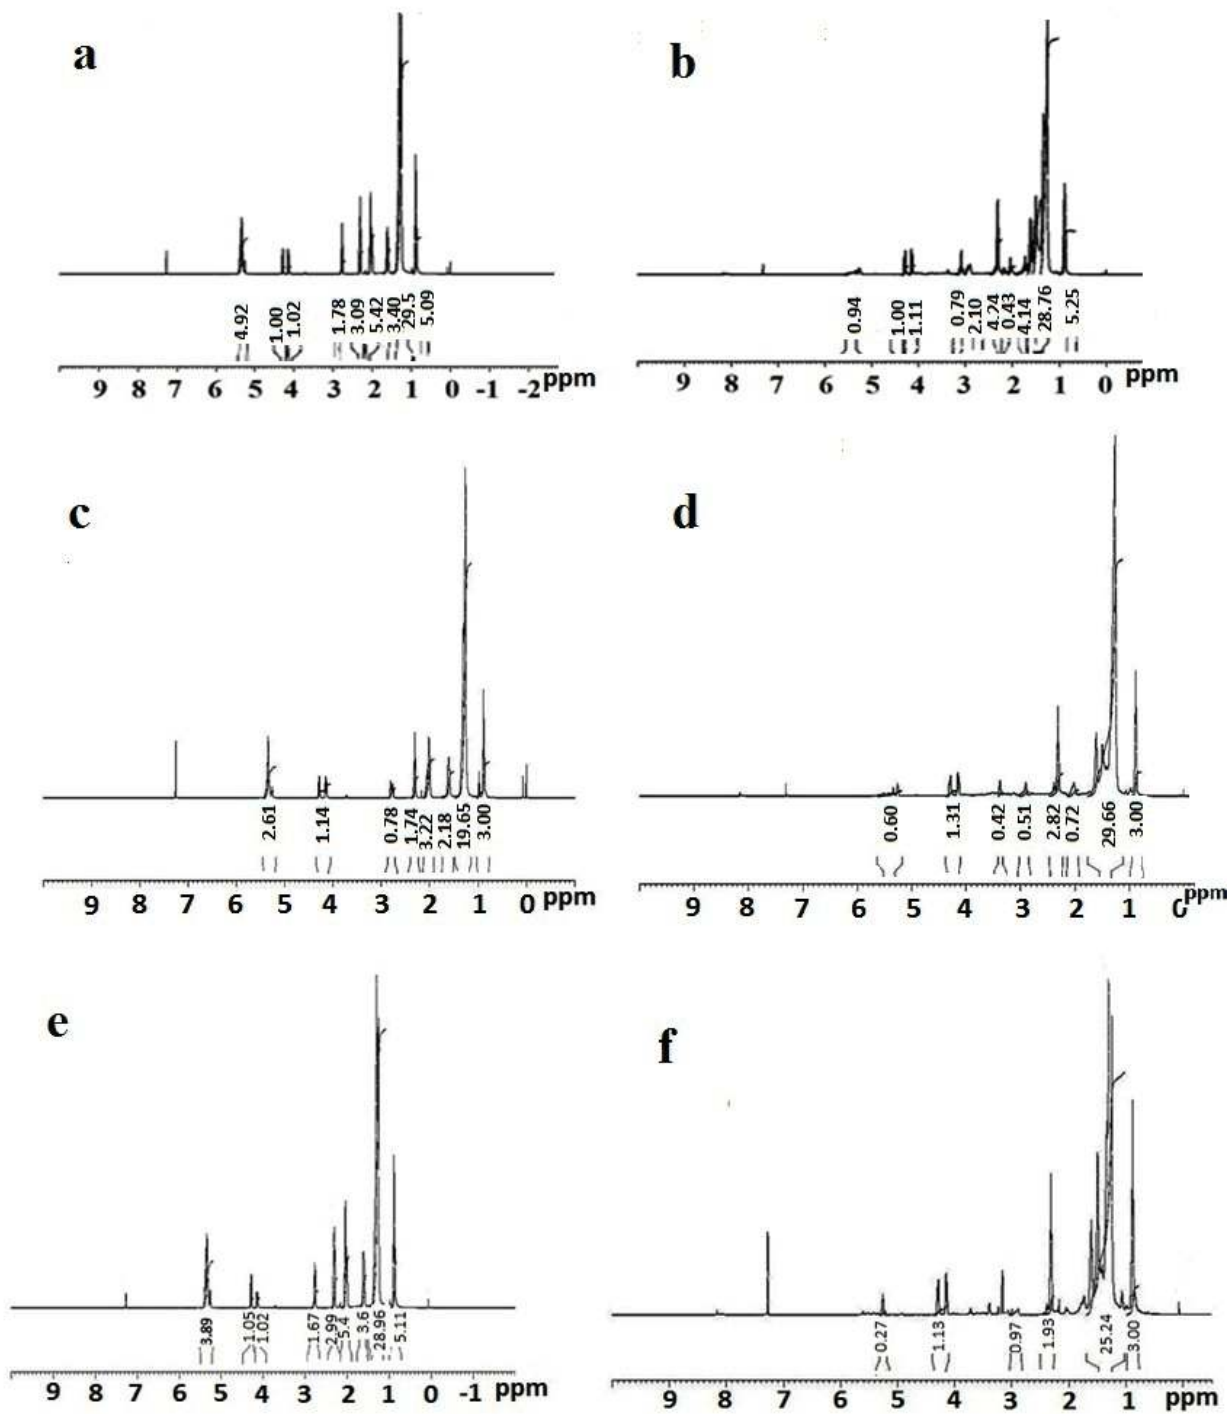 a
4.92 1.00 1.02 1.78 3.09 5.42 3.40 29.5 5.09
9 8 7 6 5 4 3 2 1 0 -1 -2 ppm
b
0.94 1.00 1.11 0.79 2.10 4.24 0.43 4.14 28.76 5.25
9 8 7 6 5 4 3 2 1 0 ppm
c
2.61 1.14 0.78 1.74 3.22 2.18 19.65 3.00
9 8 7 6 5 4 3 2 1 0 ppm
d
0.60 1.31 0.42 0.51 2.82 0.72 29.66 3.00
9 8 7 6 5 4 3 2 1 0 ppm
e
3.89 1.05 1.02 1.67 2.99 5.4 3.6 28.96 5.11
9 8 7 6 5 4 3 2 1 0 -1 ppm
f
0.27 1.13 0.97 1.93 25.24 3.00
9 8 7 6 5 4 3 2 1 ppm